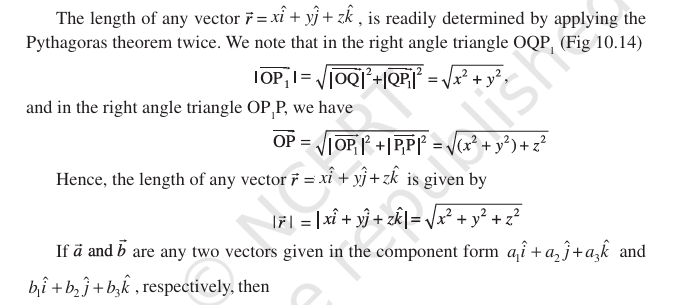 The length of any vector r⃗ = xî + yĵ + zk̂ , is readily determined by applying the
Pythagoras theorem twice. We note that in the right angle triangle OQP₁ (Fig 10.14)
|OP₁⃗| = √(|OQ⃗|²+|QP₁⃗|²) = √(x² + y²),
and in the right angle triangle OP₁P, we have
OP⃗ = √(|OP₁⃗|² + |P₁P⃗|²) = √((x² + y²) + z²)
Hence, the length of any vector r⃗ = xî + yĵ + zk̂ is given by
|r⃗| = |xî + yĵ + zk̂| = √(x² + y² + z²)
If a⃗ and b⃗ are any two vectors given in the component form a₁î + a₂ĵ + a₃k̂ and
b₁î + b₂ĵ + b₃k̂ , respectively, then
© NCERT
e republished